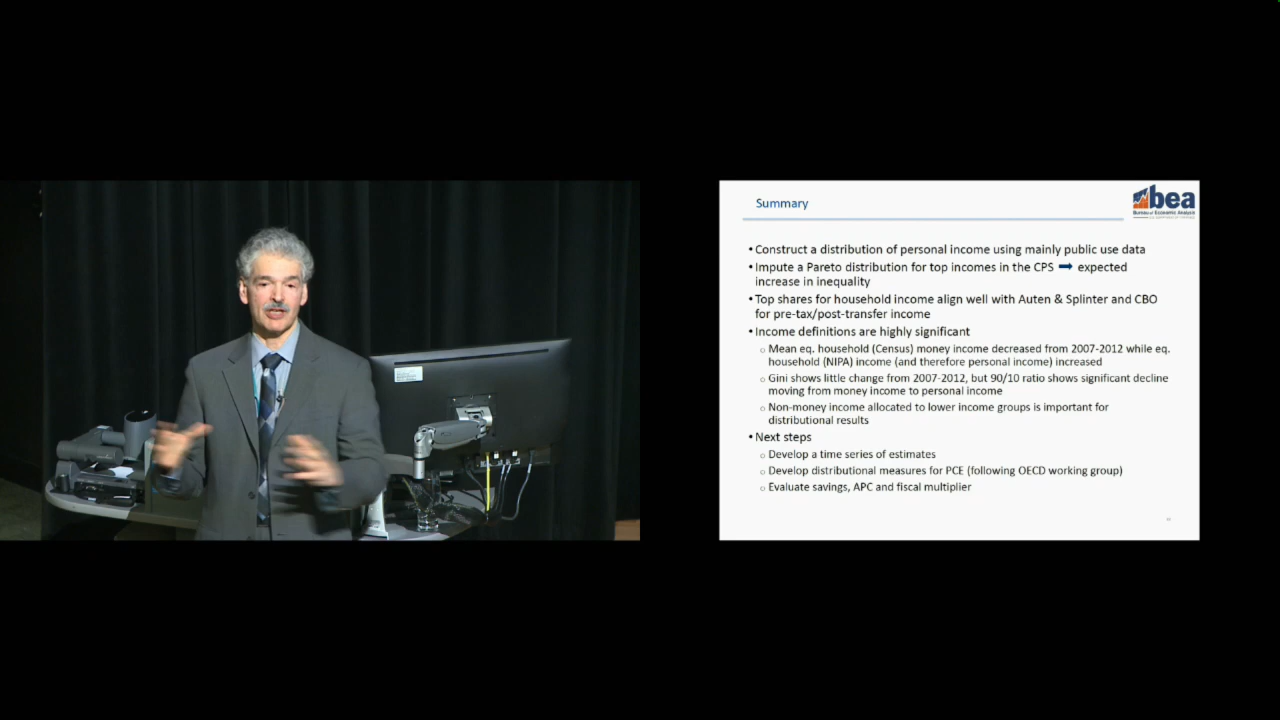 Summary
bea
Bureau of Economic Analysis
• Construct a distribution of personal income using mainly public use data
• Impute a Pareto distribution for top incomes in the CPS ➡ expected
increase in inequality
• Top shares for household income align well with Auten & Splinter and CBO
for pre-tax/post-transfer income
• Income definitions are highly significant
o Mean eq. household (Census) money income decreased from 2007-2012 while eq.
household (NIPA) income (and therefore personal income) increased
o Gini shows little change from 2007-2012, but 90/10 ratio shows significant decline
moving from money income to personal income
o Non-money income allocated to lower income groups is important for
distributional results
• Next steps
o Develop a time series of estimates
o Develop distributional measures for PCE (following OECD working group)
o Evaluate savings, APC and fiscal multiplier